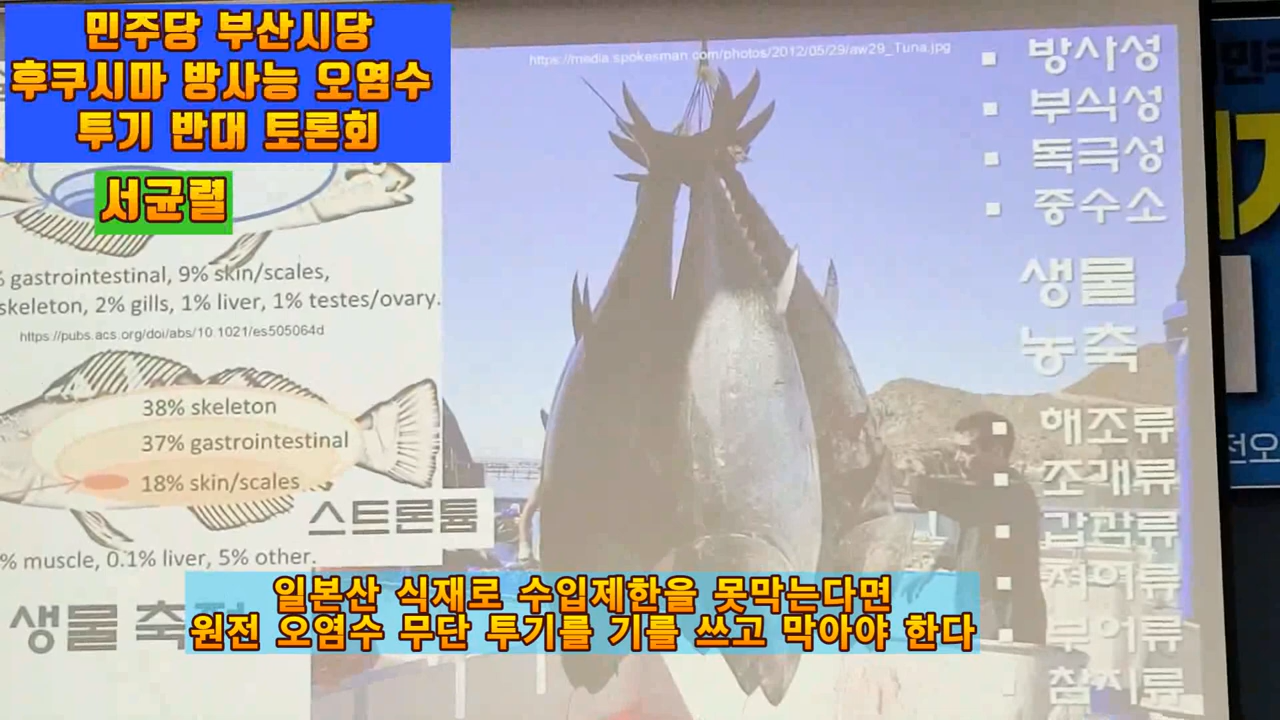 민주당 부산시당
후쿠시마 방사능 오염수
투기 반대 토론회
서균렬
% gastrointestinal, 9% skin/scales,
skeleton, 2% gills, 1% liver, 1% testes/ovary.
https://pubs.acs.org/doi/abs/10.1021/es505064d
38% skeleton
37% gastrointestinal
18% skin/scales
스트론튬
% muscle, 0.1% liver, 5% other.
생물 축적
https://media.spokesman.com/photos/2012/05/29/aw29_Tuna.jpg
▪ 방사성
▪ 부식성
▪ 독극성
▪ 중수소
생물
농축
▪ 해조류
▪ 조개류
▪ 갑각류
▪ 저어류
▪ 부어류
참치류
일본산 식재로 수입제한을 못막는다면
원전 오염수 무단 투기를 기를 쓰고 막아야 한다
민주
전오